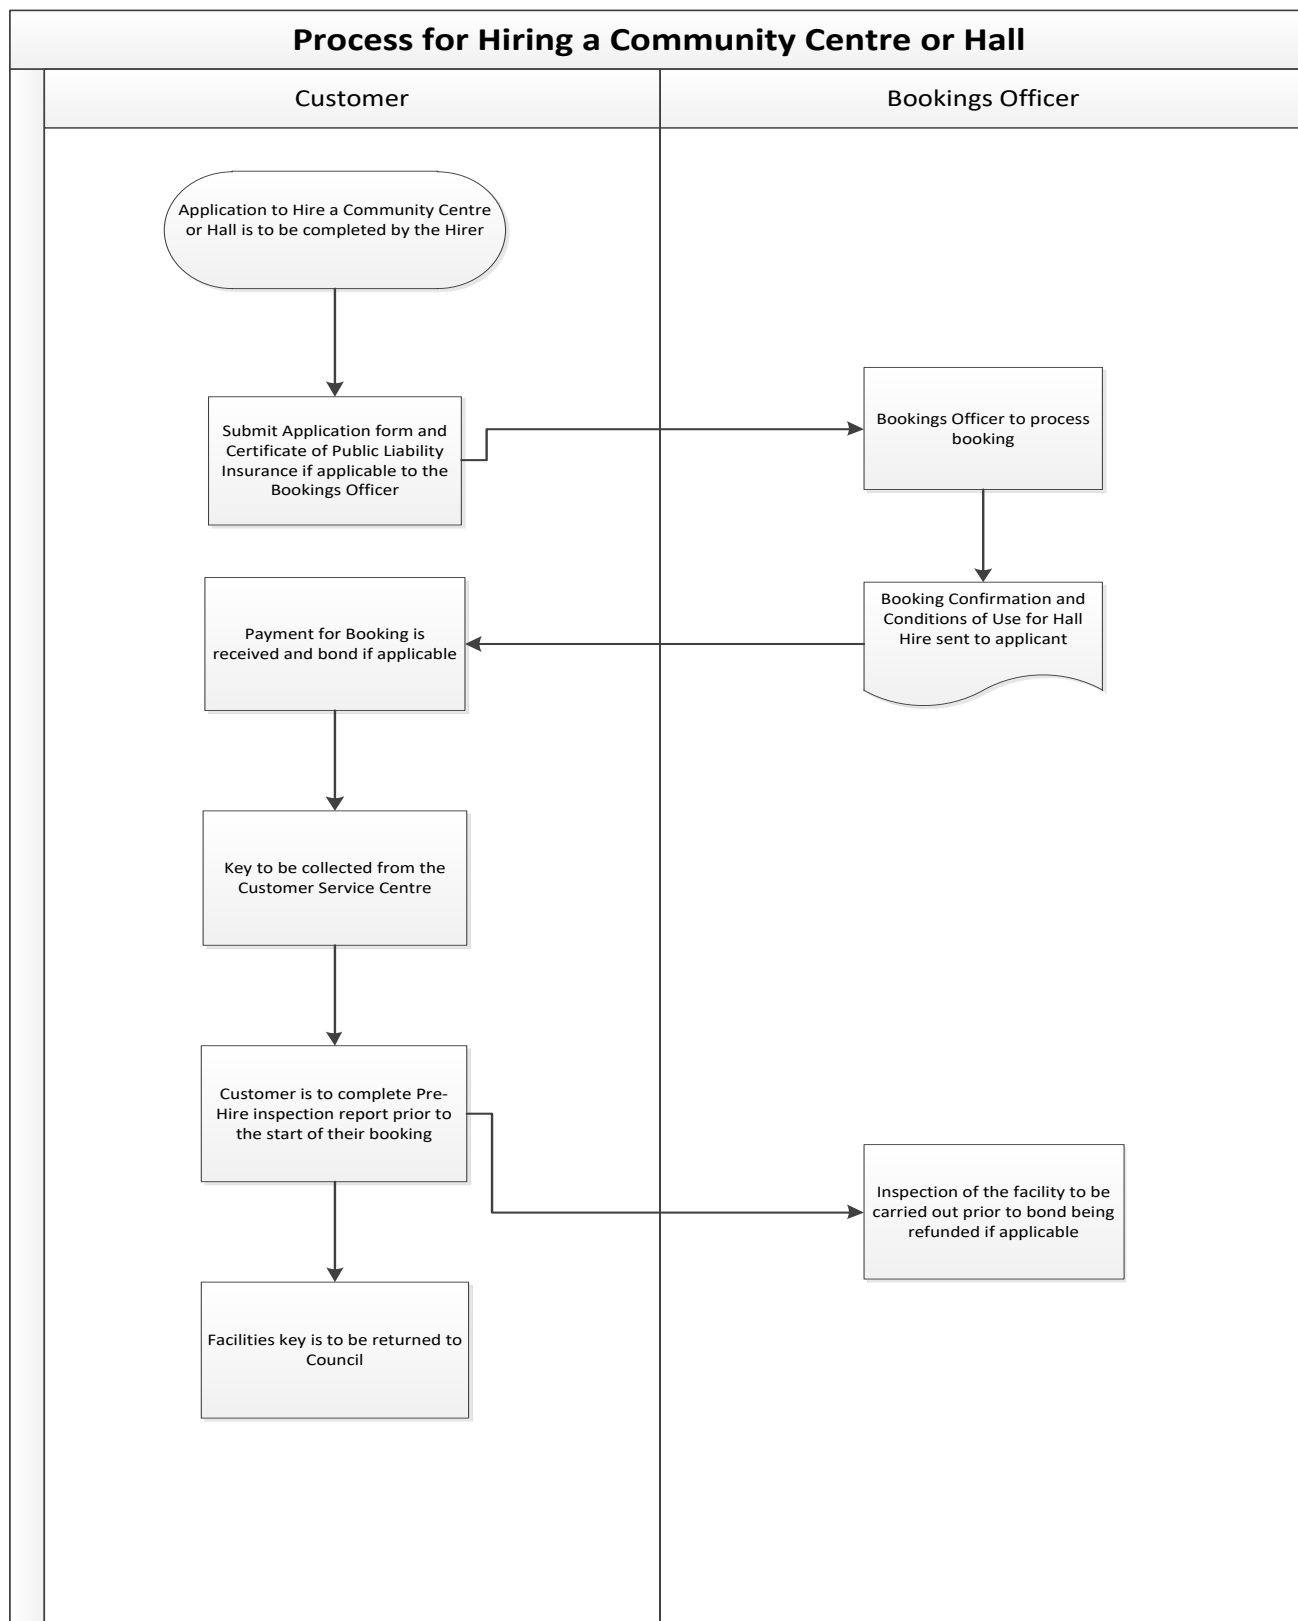 Process for Hiring a Community Centre or Hall
Customer
Bookings Officer
Application to Hire a Community Centre
or Hall is to be completed by the Hirer
Submit Application form and
Certificate of Public Liability
Insurance if applicable to the
Bookings Officer
Bookings Officer to process
booking
Booking Confirmation and
Conditions of Use for Hall
Hire sent to applicant
Payment for Booking is
received and bond if applicable
Key to be collected from the
Customer Service Centre
Customer is to complete Pre-
Hire inspection report prior to
the start of their booking
Inspection of the facility to be
carried out prior to bond being
refunded if applicable
Facilities key is to be returned to
Council